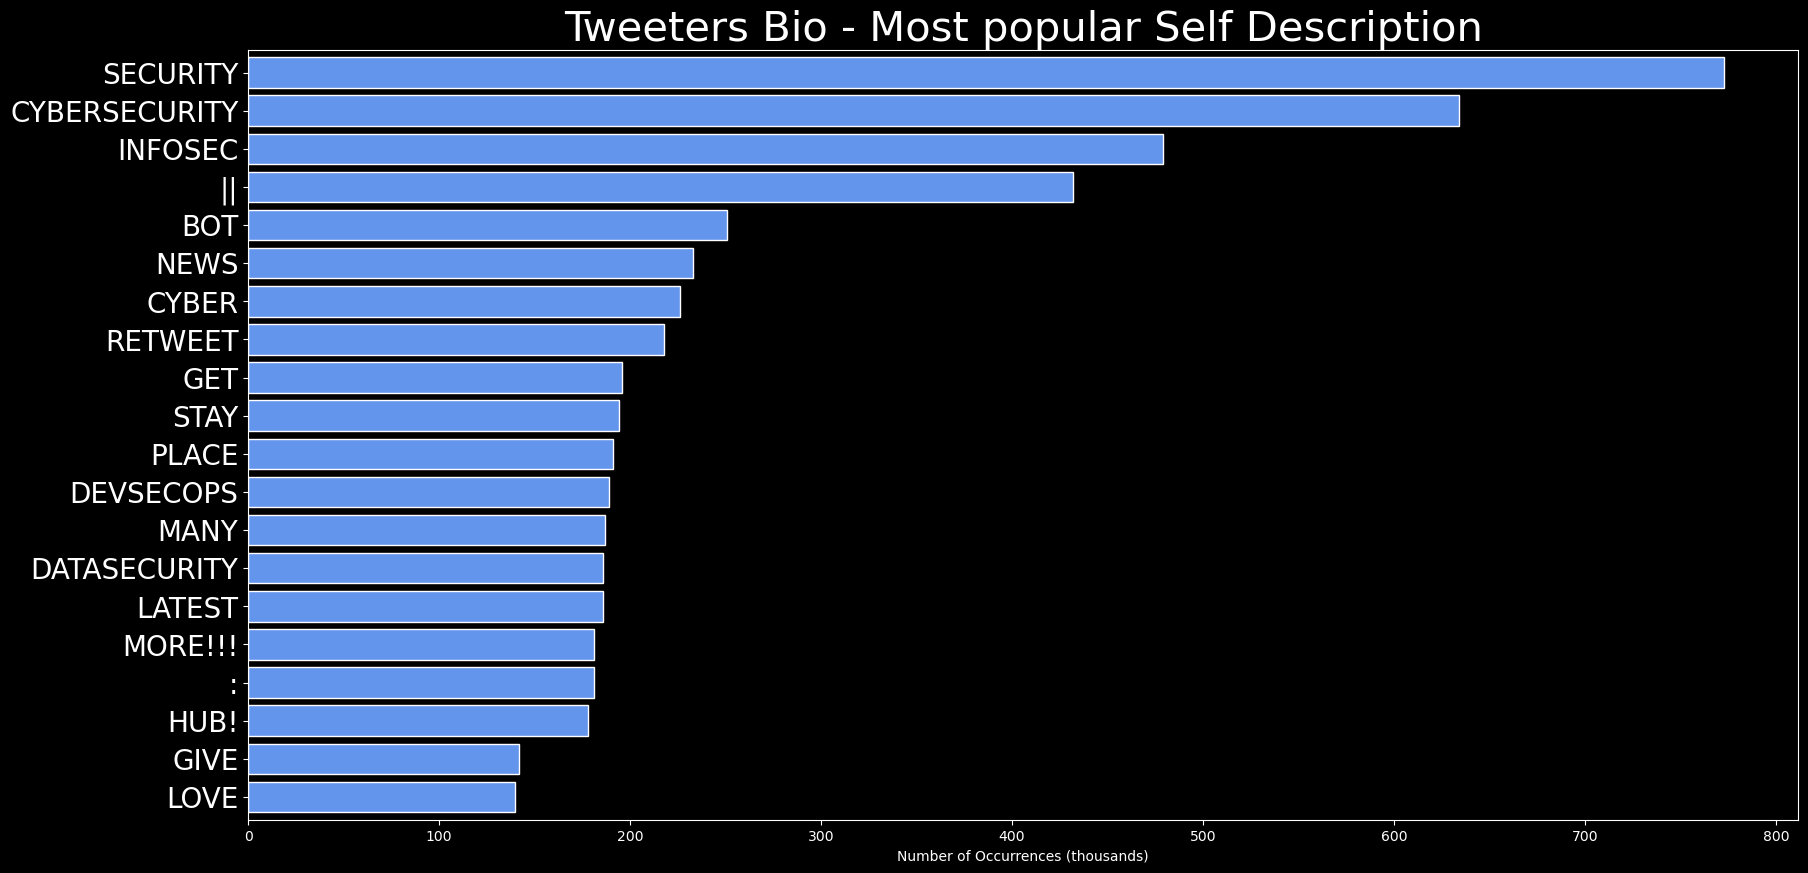 Tweeters Bio - Most popular Self Description
SECURITY
CYBERSECURITY
INFOSEC
||
BOT
NEWS
CYBER
RETWEET
GET
STAY
PLACE
DEVSECOPS
MANY
DATASECURITY
LATEST
MORE!!!
:
HUB!
GIVE
LOVE
0 100 200 300 400 500 600 700 800
Number of Occurrences (thousands)